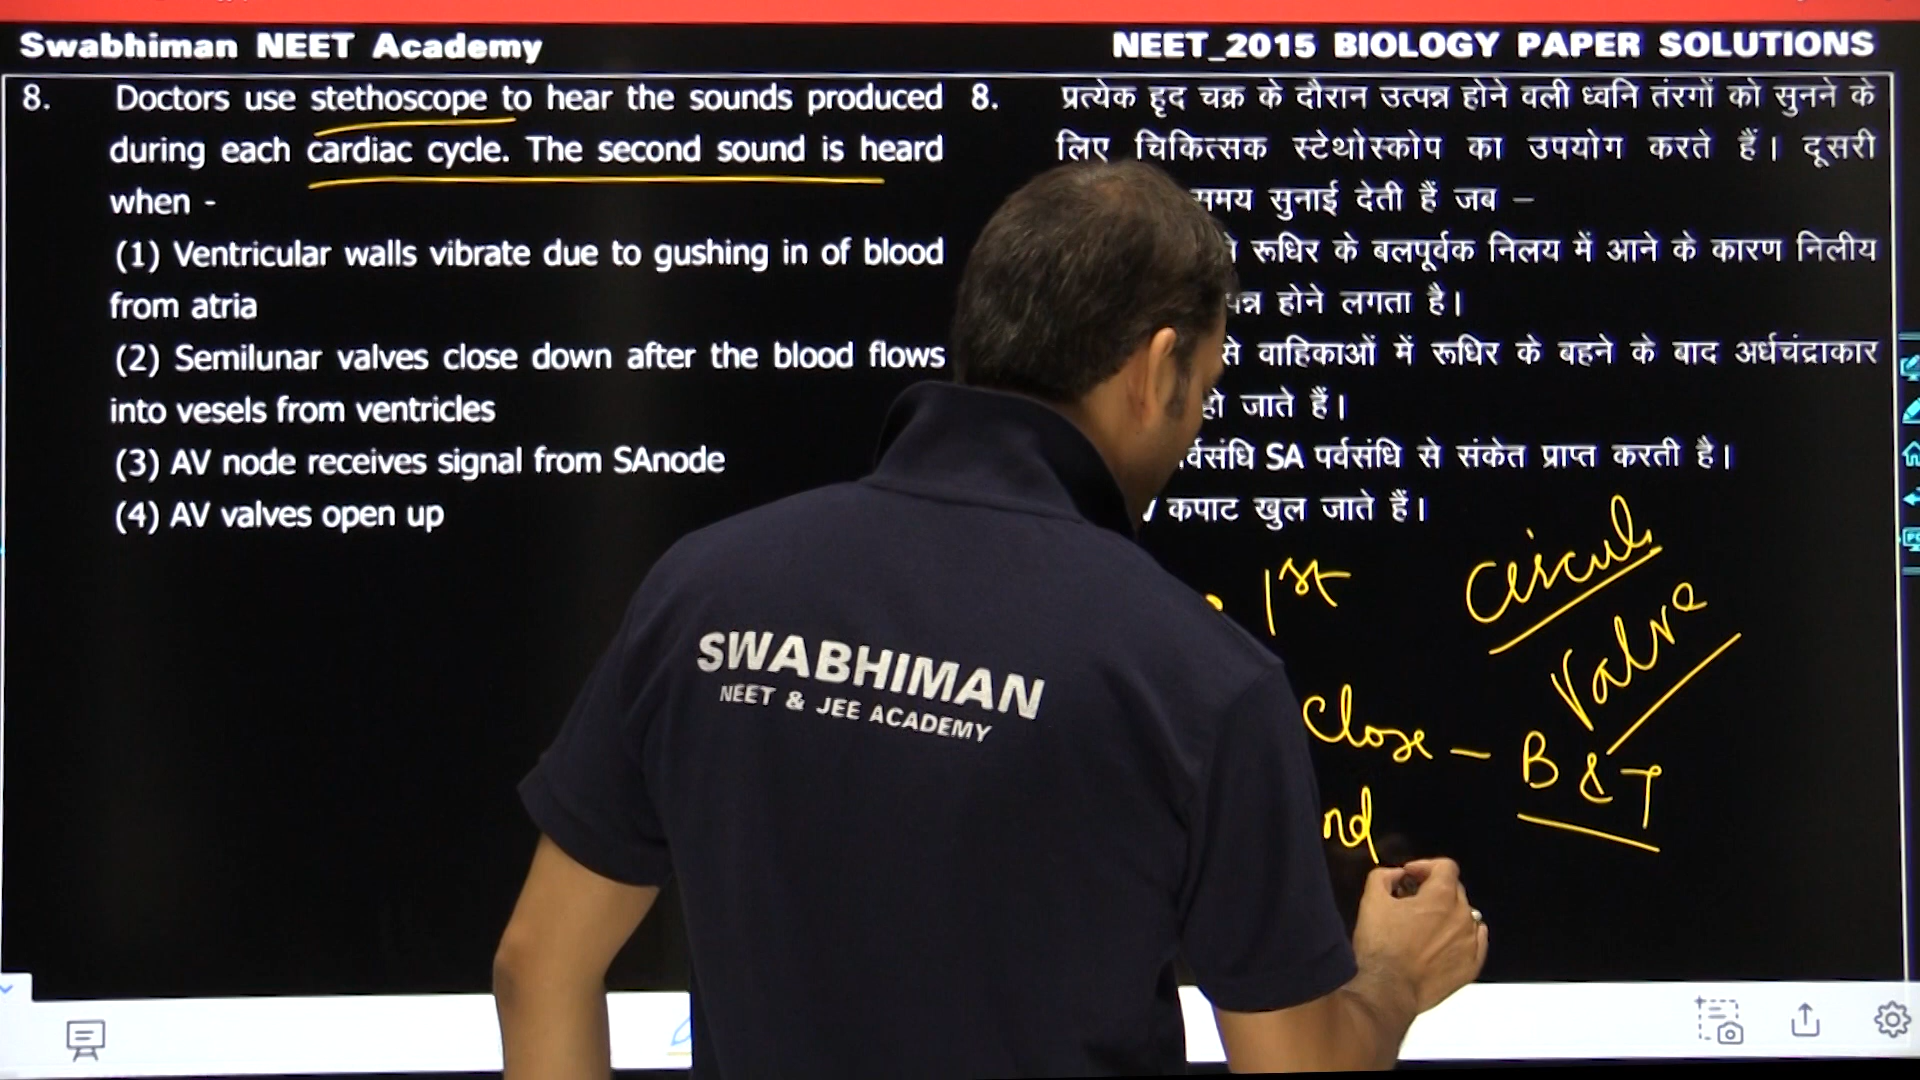 Swabhiman NEET Academy
NEET_2015 BIOLOGY PAPER SOLUTIONS
8. Doctors use stethoscope to hear the sounds produced
during each cardiac cycle. The second sound is heard
when -
(1) Ventricular walls vibrate due to gushing in of blood
from atria
(2) Semilunar valves close down after the blood flows
into vesels from ventricles
(3) AV node receives signal from SAnode
(4) AV valves open up
8. प्रत्येक हृद चक्र के दौरान उत्पन्न होने वली ध्वनि तंरगों को सुनने के
लिए चिकित्सक स्टेथोस्कोप का उपयोग करते हैं। दूसरी
समय सुनाई देती हैं जब –
रूधिर के बलपूर्वक निलय में आने के कारण निलीय
होने लगता है।
से वाहिकाओं में रूधिर के बहने के बाद अर्धचंद्राकार
हो जाते हैं।
SA पर्वसंधि से संकेत प्राप्त करती है।
कपाट खुल जाते हैं।
1st
Valve
Close – B & T
nd
SWABHIMAN
NEET & JEE ACADEMY